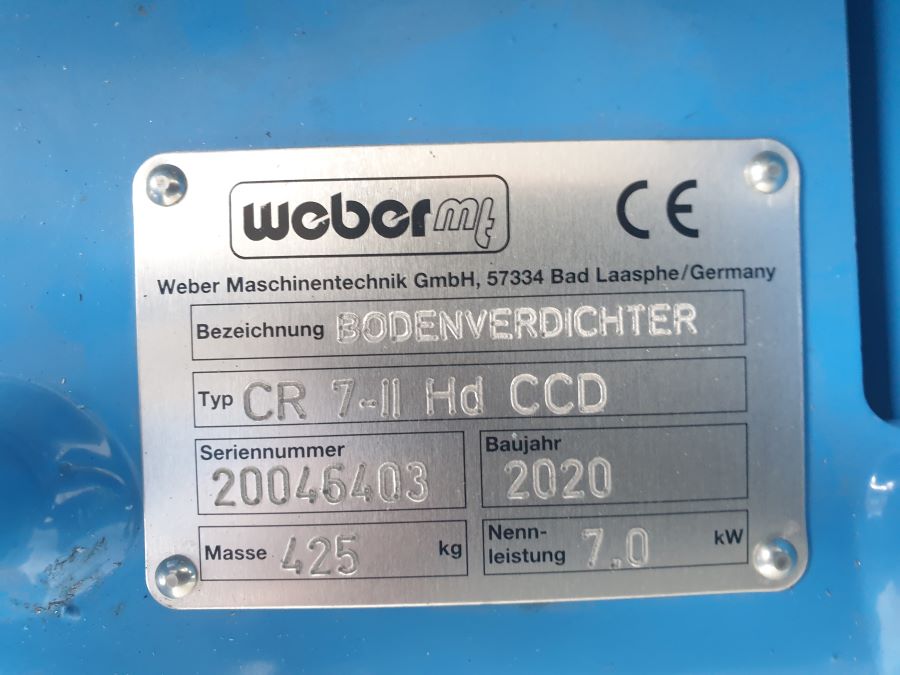 weber mt
CE
Weber Maschinentechnik GmbH, 57334 Bad Laasphe/Germany
Bezeichnung BODENVERDICHTER
Typ CR 7-II Hd CCD
Seriennummer
20046403
Baujahr
2020
Masse 425 kg
Nenn-
leistung 7.0 kW